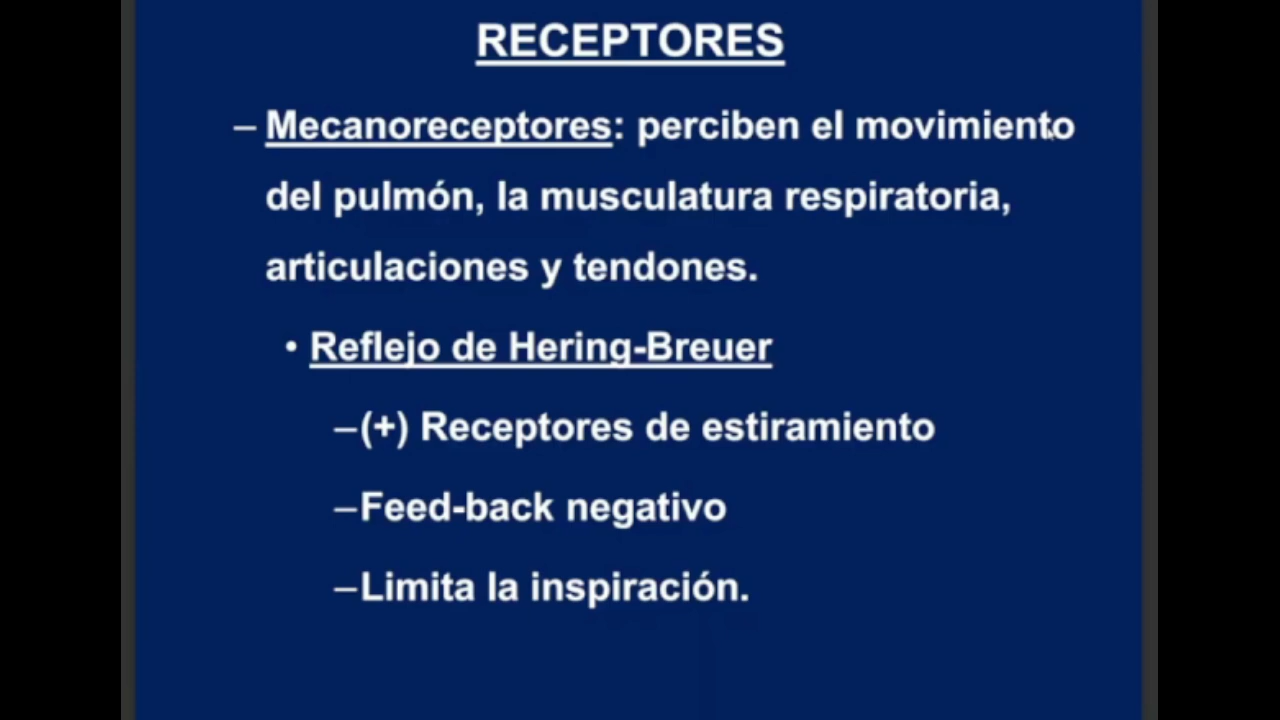 RECEPTORES
– Mecanoreceptores: perciben el movimiento
del pulmón, la musculatura respiratoria,
articulaciones y tendones.
• Reflejo de Hering-Breuer
–(+) Receptores de estiramiento
–Feed-back negativo
–Limita la inspiración.